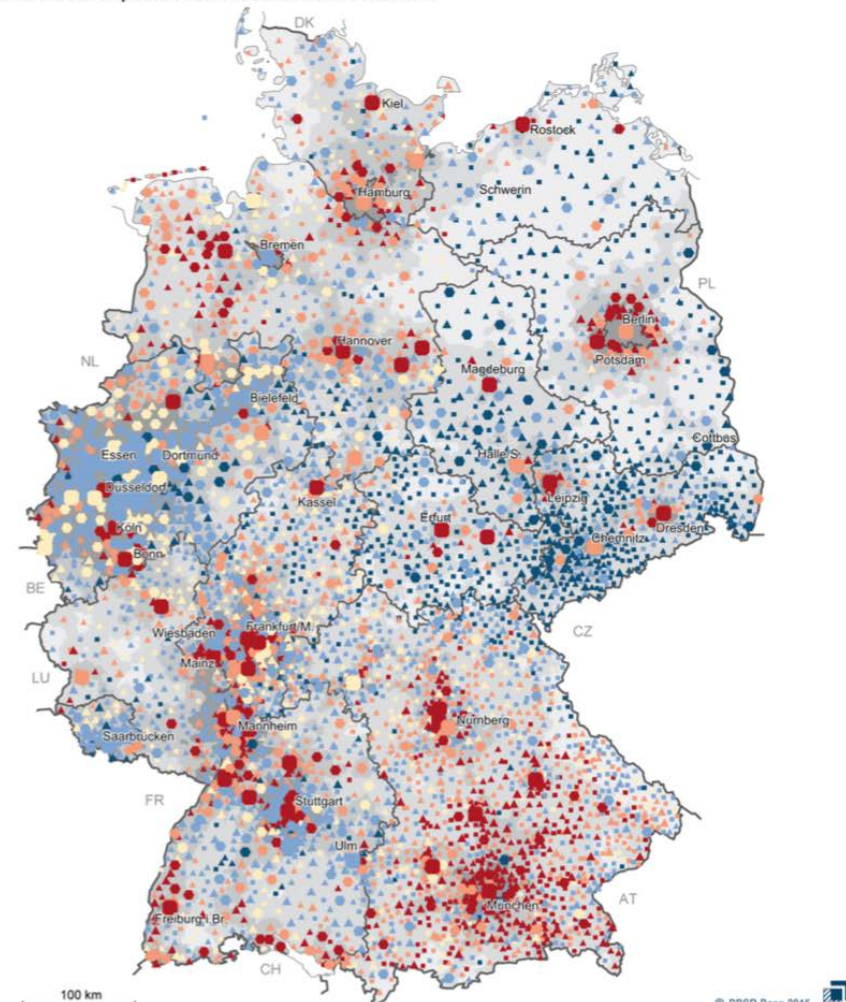 DK
Kiel
Rostock
Hamburg
Schwerin
Bremen
PL
Berlin
Hannover
Potsdam
NL
Magdeburg
Bielefeld
Cottbus
Essen
Dortmund
Halle/S.
Düsseldorf
Leipzig
Kassel
Erfurt
Köln
Dresden
Chemnitz
Bonn
BE
Wiesbaden
Frankfurt/M.
CZ
Mainz
LU
Nürnberg
Mannheim
Saarbrücken
FR
Stuttgart
Ulm
AT
München
Freiburg i.Br.
CH
100 km